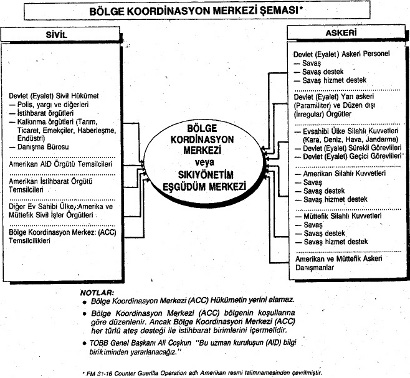 BÖLGE KOORDİNASYON MERKEZİ ŞEMASI*
SİVİL
Devlet (Eyalet) Sivil Hükümet
— Polis, yargı ve diğerleri
— İstihbarat örgütleri
— Kalkınma örgütleri (Tarım,
Ticaret, Emekçiler, Haberleşme,
Endüstri)
— Danışma Bürosu
Amerikan AID Örgütü Temsilcileri
Amerikan İstihbarat Örgütü
Temsilcileri
Diğer Ev Sahibi Ülke, Amerika ve
Müttefik Sivil İşler Örgütleri
Bölge Koordinasyon Merkezi (ACC)
Temsilcilikleri
BÖLGE
KORDİNASYON
MERKEZİ
veya
SIKIYÖNETİM
EŞGÜDÜM MERKEZİ
ASKERİ
Devlet (Eyalet) Askeri Personel
— Savaş
— Savaş destek
— Savaş hizmet destek
Devlet (Eyalet) Yarı askeri
(Paramiliter) ve Düzen dışı
(Irregular) Örgütler
— Evsahibi Ülke Silahlı Kuvvetleri
(Kara, Deniz, Hava, Jandarma)
— Devlet (Eyalet) Sürekli Görevlileri
— Devlet (Eyalet) Geçici Görevlileri
— Amerikan Silahlı Kuvvetleri
— Savaş
— Savaş destek
— Savaş hizmet destek
— Müttefik Silahlı Kuvvetleri
— Savaş
— Savaş destek
— Savaş hizmet destek
Amerikan ve Müttefik Askeri
Danışmanlar
NOTLAR:
• Bölge Koordinasyon Merkezi (ACC) Hükümetin yerini alamaz.
• Bölge Koordinasyon Merkezi (ACC) bölgenin koşullarına
göre düzenlenir. Ancak Bölge Koordinasyon Merkezi (ACC)
her türlü ateş desteği ile istihbarat birimlerini içermelidir.
• TOBB Genel Başkanı Ali Coşkun "Bu uzman kuruluşun (AID) bilgi
birikiminden yararlanacağız."
* FM 31-16 Counter Guerilla Operation adlı Amerikan resmi talimnamesinden çevrilmiştir.